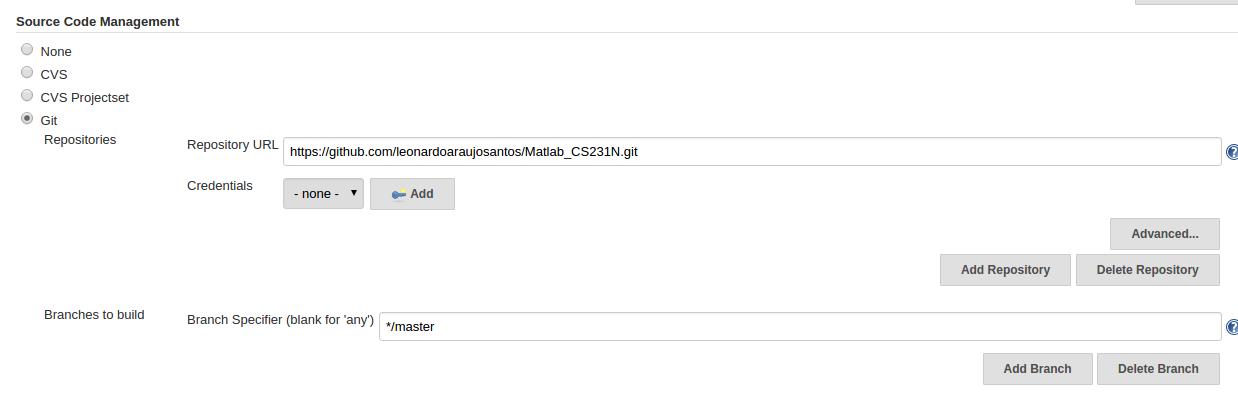 Source Code Management
None
CVS
CVS Projectset
Git
Repositories
Repository URL https://github.com/leonardoaraujosantos/Matlab_CS231N.git
Credentials - none - Add
Advanced...
Add Repository Delete Repository
Branches to build
Branch Specifier (blank for 'any') */master
Add Branch Delete Branch